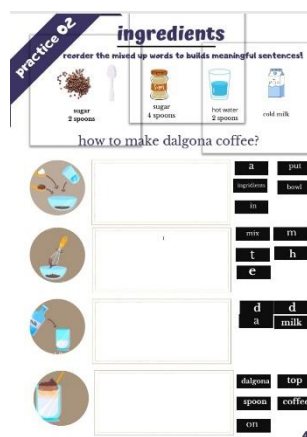 practice 02
ingredients
reorder the mixed up words to builds meaningful sentences!
sugar
2 spoons
sugar
4 spoons
hot water
2 spoons
cold milk
how to make dalgona coffee?
a put
ingredients bowl
in
mix m
t h
e
d d
a milk
dalgona top
spoon coffee
on